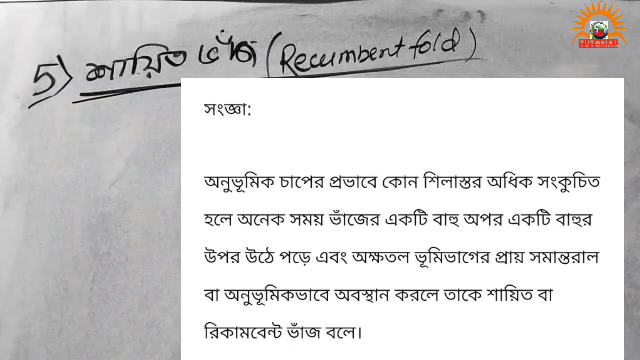 ৫) শায়িত ভাঁজ (Recumbent fold)
সংজ্ঞা:
অনুভূমিক চাপের প্রভাবে কোন শিলাস্তর অধিক সংকুচিত
হলে অনেক সময় ভাঁজের একটি বাহু অপর একটি বাহুর
উপর উঠে পড়ে এবং অক্ষতল ভূমিভাগের প্রায় সমান্তরাল
বা অনুভূমিকভাবে অবস্থান করলে তাকে শায়িত বা
রিকামবেন্ট ভাঁজ বলে।